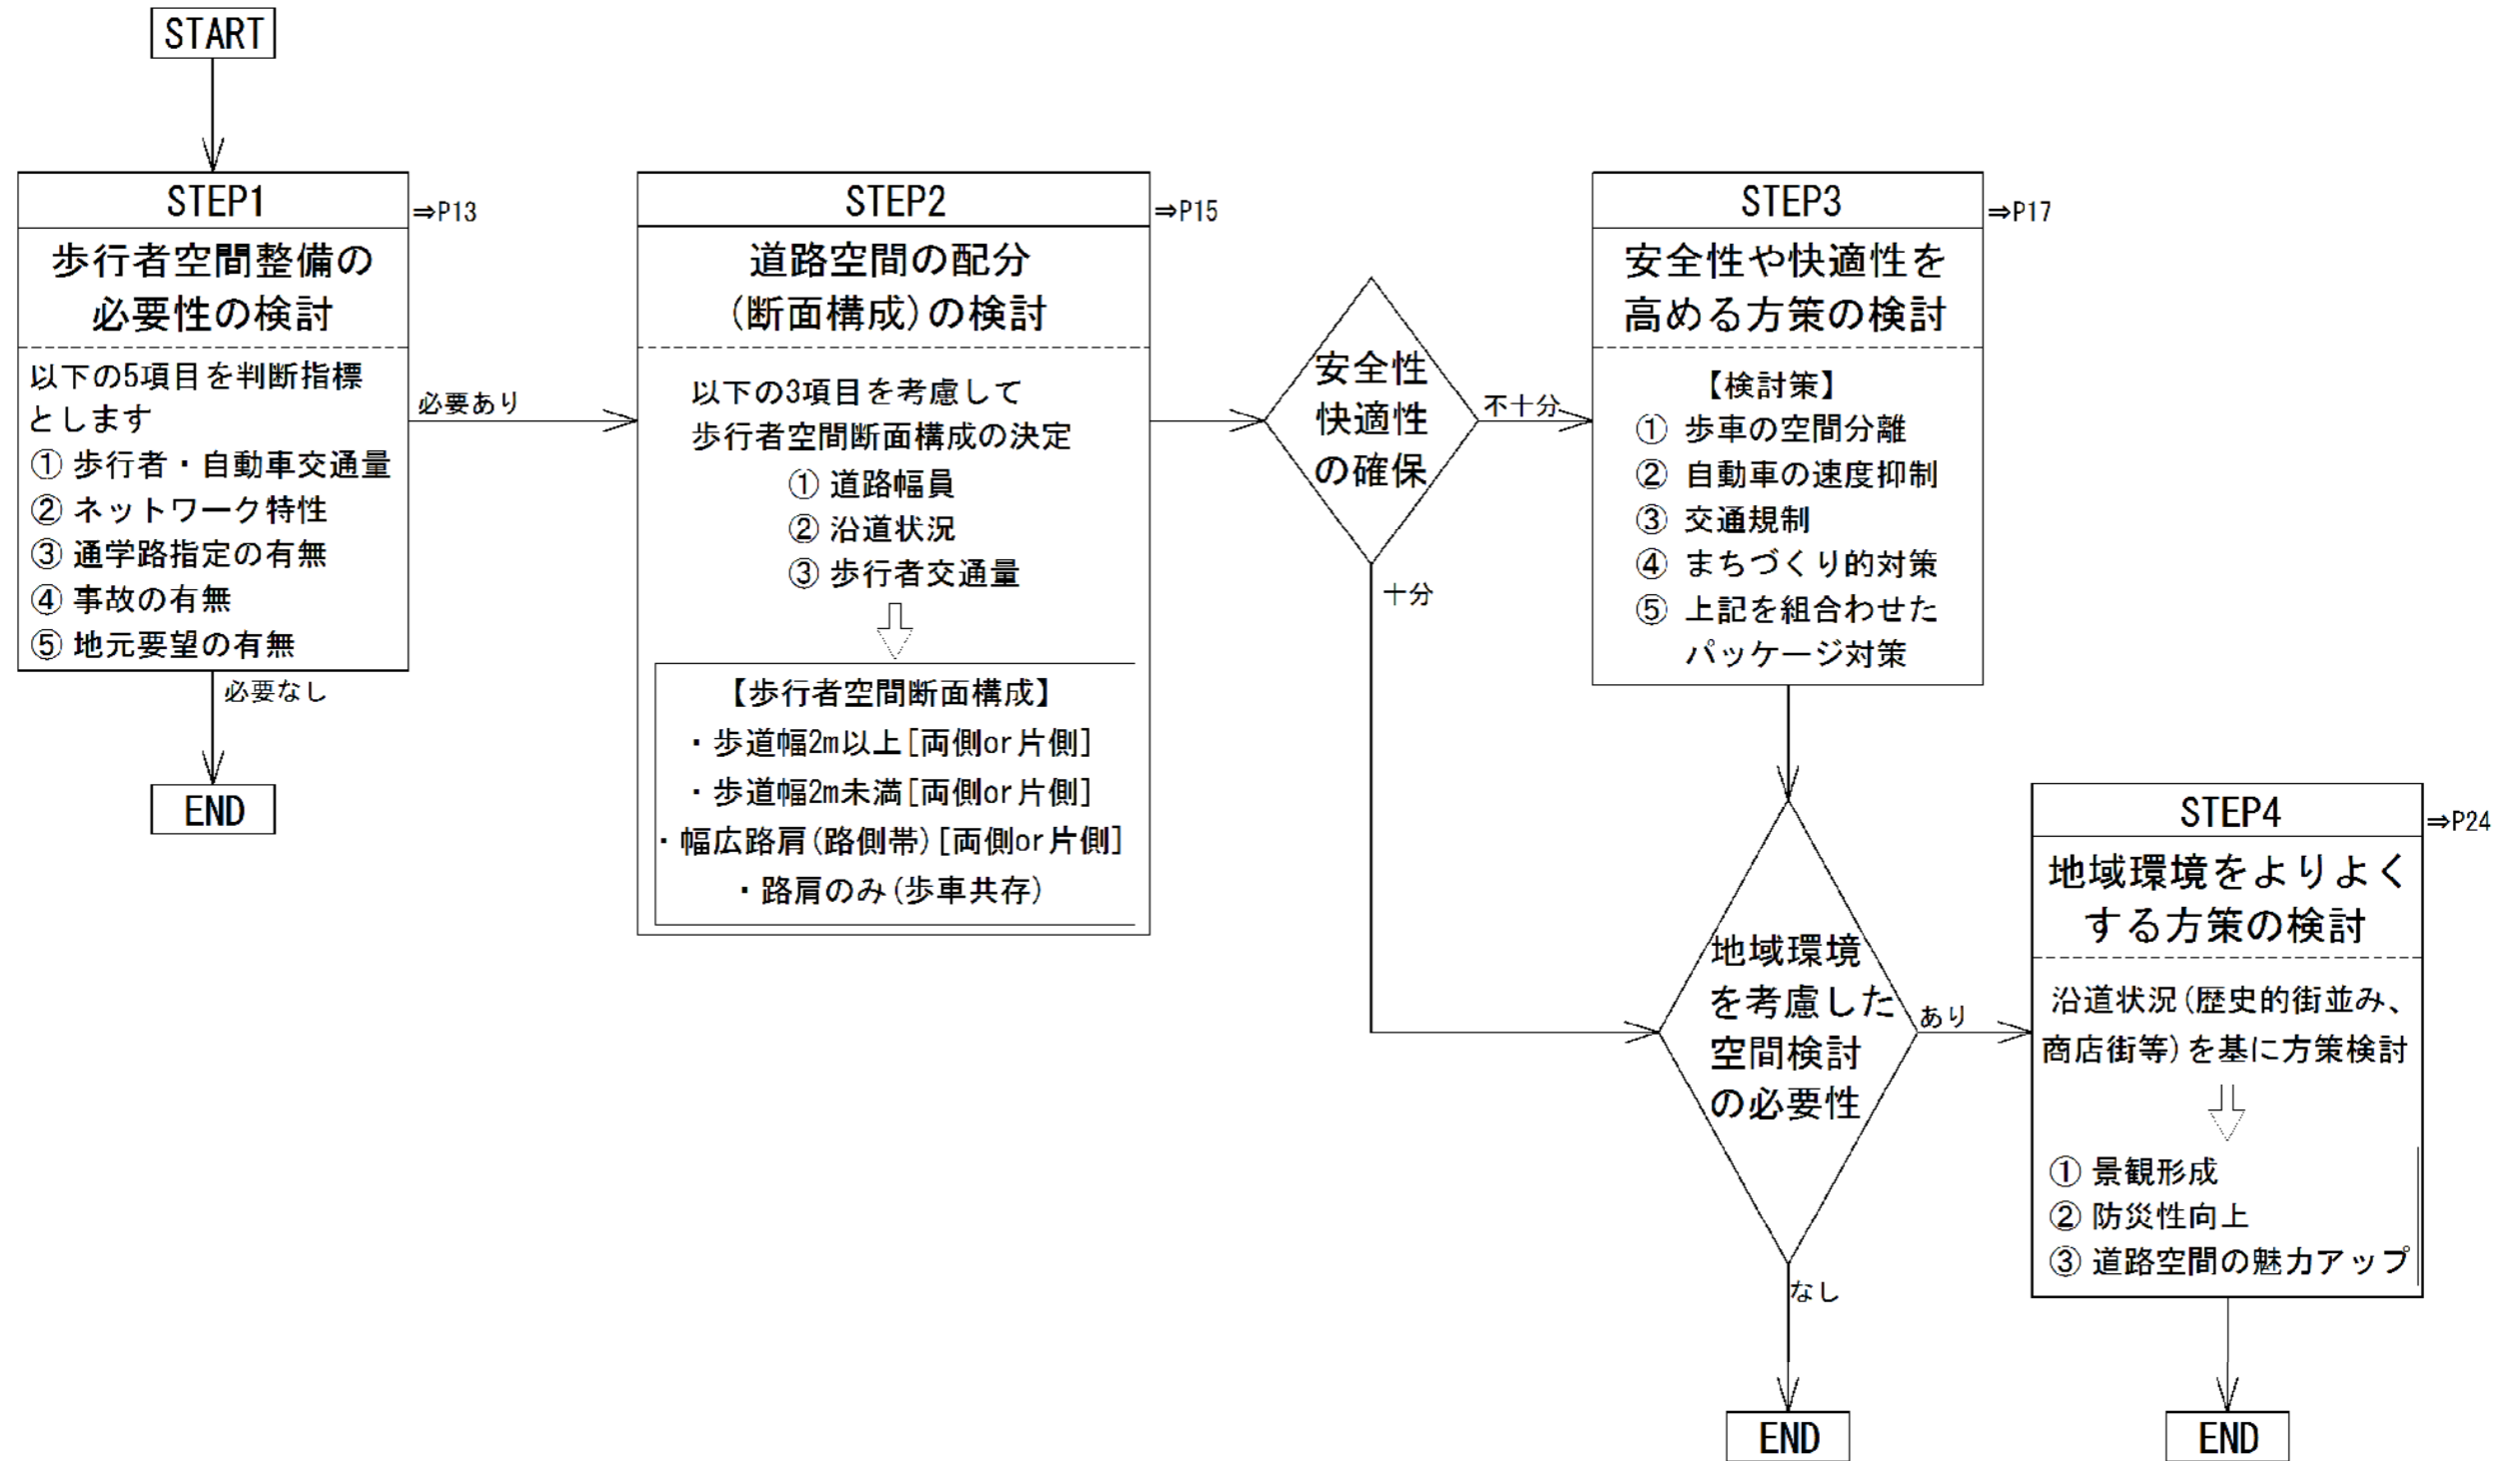 START
STEP1
⇒P13
歩行者空間整備の
必要性の検討
以下の5項目を判断指標
とします
① 歩行者・自動車交通量
② ネットワーク特性
③ 通学路指定の有無
④ 事故の有無
⑤ 地元要望の有無
必要なし
END
必要あり
STEP2
⇒P15
道路空間の配分
(断面構成)の検討
以下の3項目を考慮して
歩行者空間断面構成の決定
① 道路幅員
② 沿道状況
③ 歩行者交通量
【歩行者空間断面構成】
・歩道幅2m以上[両側or片側]
・歩道幅2m未満[両側or片側]
・幅広路肩(路側帯)[両側or片側]
・路肩のみ(歩車共存)
安全性
快適性
の確保
不十分
十分
STEP3
⇒P17
安全性や快適性を
高める方策の検討
【検討策】
① 歩車の空間分離
② 自動車の速度抑制
③ 交通規制
④ まちづくり的対策
⑤ 上記を組合わせた
パッケージ対策
地域環境
を考慮した
空間検討
の必要性
あり
なし
END
STEP4
⇒P24
地域環境をよりよく
する方策の検討
沿道状況(歴史的街並み、
商店街等)を基に方策検討
① 景観形成
② 防災性向上
③ 道路空間の魅力アップ
END